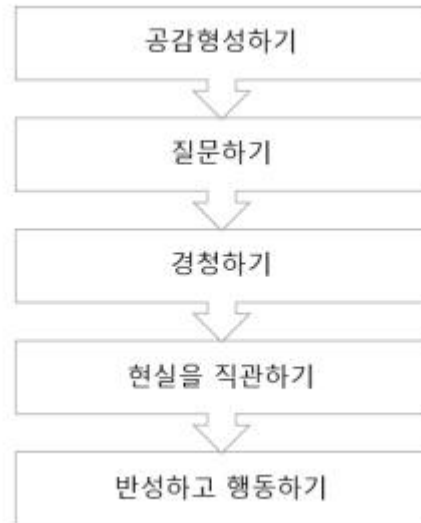 공감형성하기
질문하기
경청하기
현실을 직관하기
반성하고 행동하기